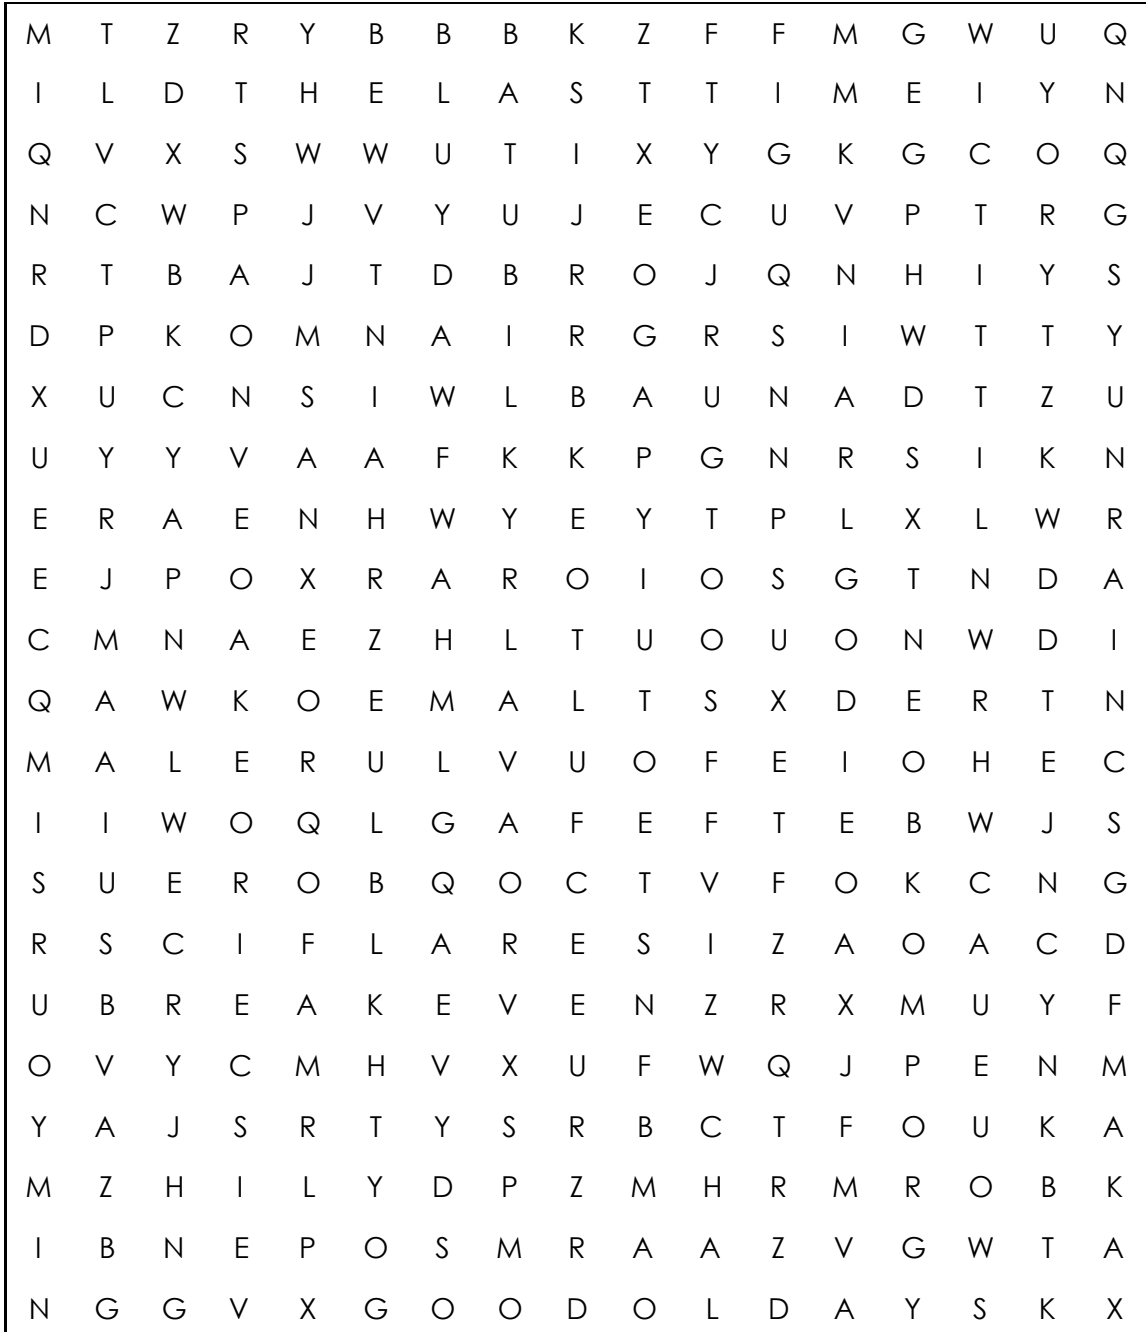 M T Z R Y B B B K Z F F M G W U Q
I L D T H E L A S T T I M E I Y N
Q V X S W W U T I X Y G K G C O Q
N C W P J V Y U J E C U V P T R G
R T B A J T D B R O J Q N H I Y S
D P K O M N A I R G R S I W T T Y
X U C N S I W L B A U N A D T Z U
U Y Y V A A F K K P G N R S I K N
E R A E N H W Y E Y T P L X L W R
E J P O X R A R O I O S G T N D A
C M N A E Z H L T U O U O N W D I
Q A W K O E M A L T S X D E R T N
M A L E R U L V U O F E I O H E C
I I W O Q L G A F E F T E B W J S
S U E R O B Q O C T V F O K C N G
R S C I F L A R E S I Z A O A C D
U B R E A K E V E N Z R X M U Y F
O V Y C M H V X U F W Q J P E N M
Y A J S R T Y S R B C T F O U K A
M Z H I L Y D P Z M H R M R O B K
I B N E P O S M R A A Z V G W T A
N G G V X G O O D O L D A Y S K X